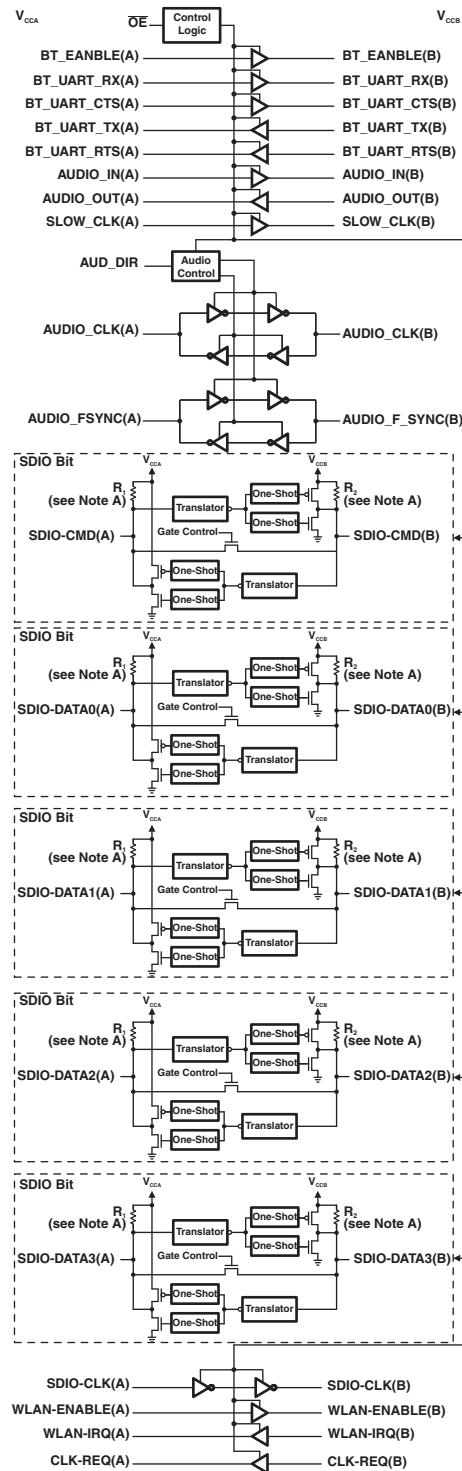 VCCA OE Control Logic VCCB
BT_EANBLE(A) BT_EANBLE(B)
BT_UART_RX(A) BT_UART_RX(B)
BT_UART_CTS(A) BT_UART_CTS(B)
BT_UART_TX(A) BT_UART_TX(B)
BT_UART_RTS(A) BT_UART_RTS(B)
AUDIO_IN(A) AUDIO_IN(B)
AUDIO_OUT(A) AUDIO_OUT(B)
SLOW_CLK(A) SLOW_CLK(B)
AUD_DIR Audio Control
AUDIO_CLK(A) AUDIO_CLK(B)
AUDIO_FSYNC(A) AUDIO_F_SYNC(B)
SDIO Bit
VCCA VCCB
R1 (see Note A) Translator One-Shot R2 (see Note A)
One-Shot
SDIO-CMD(A) Gate Control SDIO-CMD(B)
One-Shot
One-Shot Translator
SDIO Bit
VCCA VCCB
R1 (see Note A) Translator One-Shot R2 (see Note A)
One-Shot
SDIO-DATA0(A) Gate Control SDIO-DATA0(B)
One-Shot
One-Shot Translator
SDIO Bit
VCCA VCCB
R1 (see Note A) Translator One-Shot R2 (see Note A)
One-Shot
SDIO-DATA1(A) Gate Control SDIO-DATA1(B)
One-Shot
One-Shot Translator
SDIO Bit
VCCA VCCB
R1 (see Note A) Translator One-Shot R2 (see Note A)
One-Shot
SDIO-DATA2(A) Gate Control SDIO-DATA2(B)
One-Shot
One-Shot Translator
SDIO Bit
VCCA VCCB
R1 (see Note A) Translator One-Shot R2 (see Note A)
One-Shot
SDIO-DATA3(A) Gate Control SDIO-DATA3(B)
One-Shot
One-Shot Translator
SDIO-CLK(A) SDIO-CLK(B)
WLAN-ENABLE(A) WLAN-ENABLE(B)
WLAN-IRQ(A) WLAN-IRQ(B)
CLK-REQ(A) CLK-REQ(B)